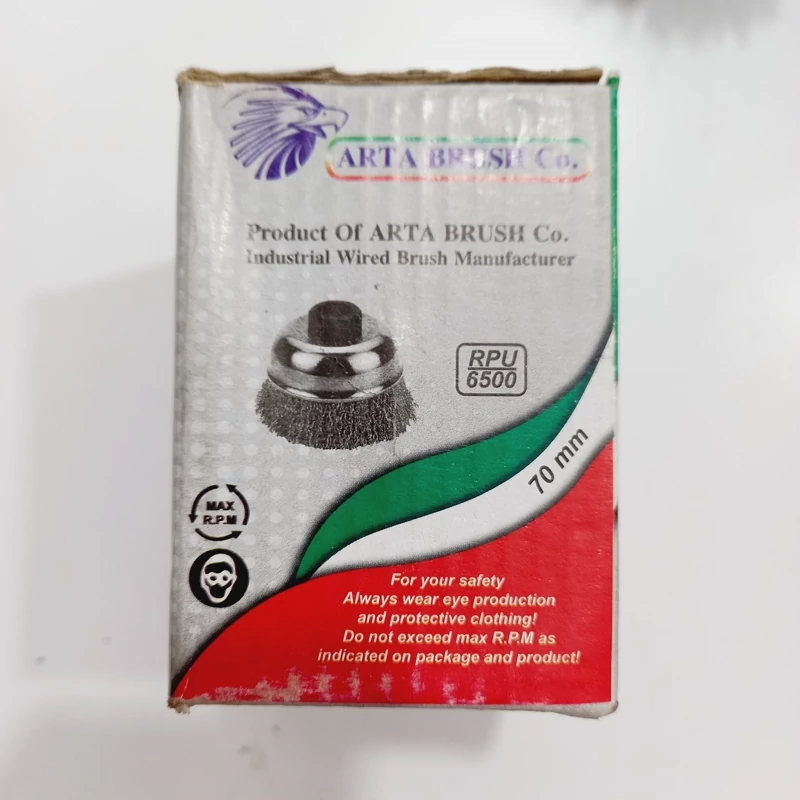 ARTA BRUSH Co.
Product Of ARTA BRUSH Co.
Industrial Wired Brush Manufacturer
RPU
6500
70 mm
MAX
R.P.M
For your safety
Always wear eye production
and protective clothing!
Do not exceed max R.P.M as
indicated on package and product!